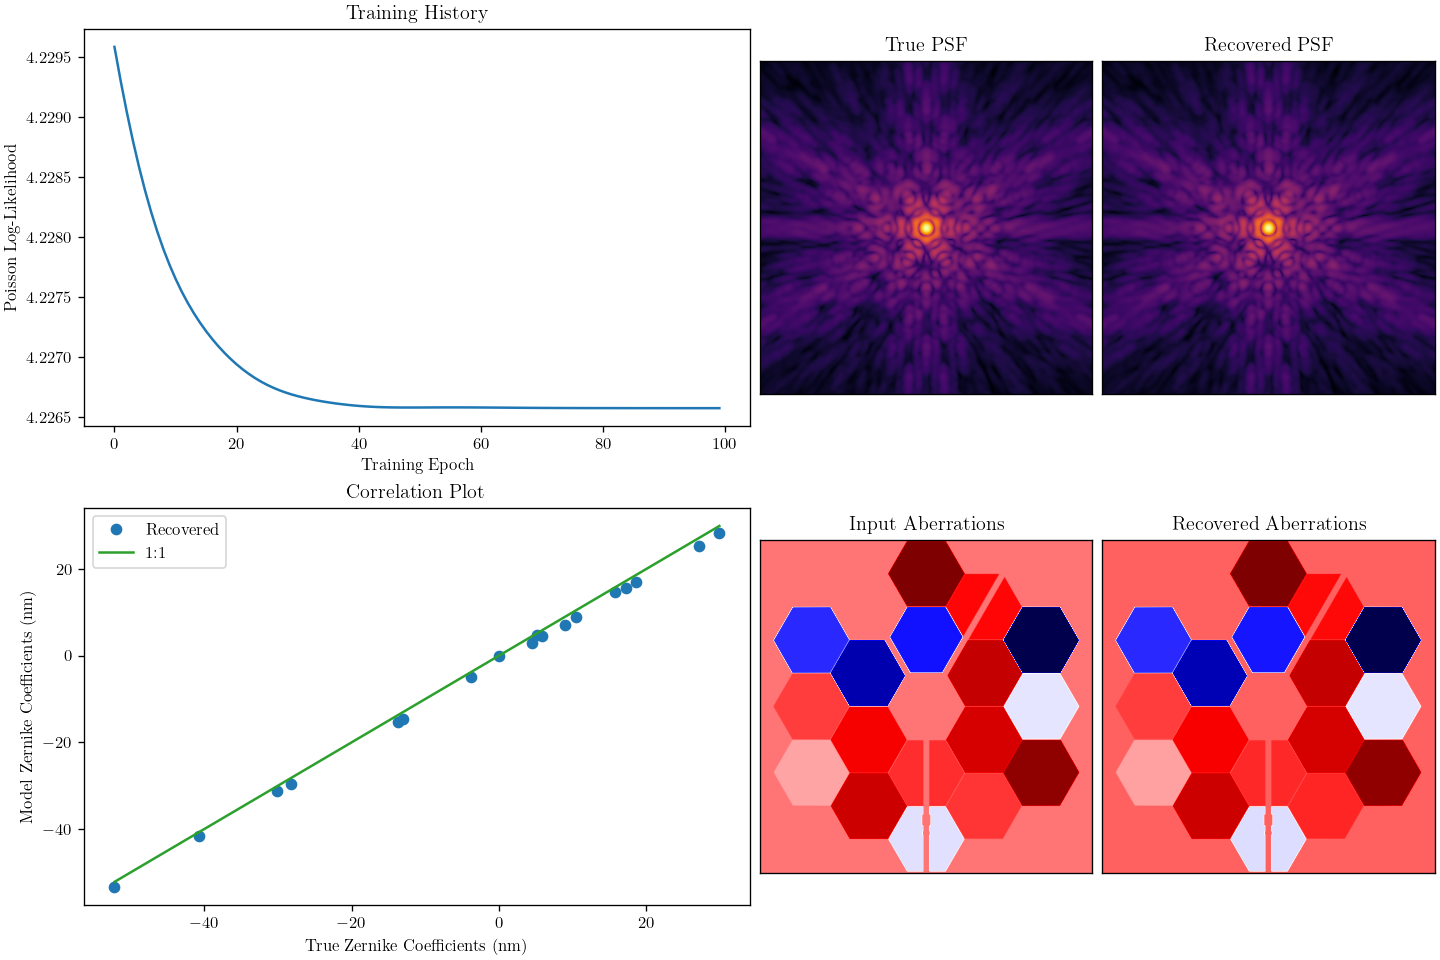 Training History
True PSF
Recovered PSF
Poisson Log-Likelihood
4.2295
4.2290
4.2285
4.2280
4.2275
4.2270
4.2265
0 20 40 60 80 100
Training Epoch
Correlation Plot
Input Aberrations
Recovered Aberrations
Recovered
1:1
Model Zernike Coefficients (nm)
20
0
−20
−40
−40 −20 0 20
True Zernike Coefficients (nm)